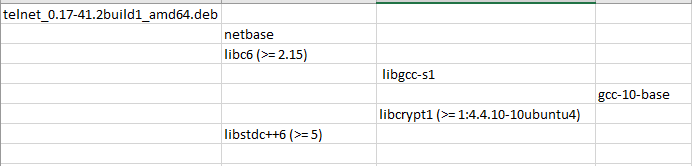 telnet_0.17-41.2build1_amd64.deb
netbase
libc6 (>= 2.15)
libgcc-s1
gcc-10-base
libcrypt1 (>= 1:4.4.10-10ubuntu4)
libstdc++6 (>= 5)